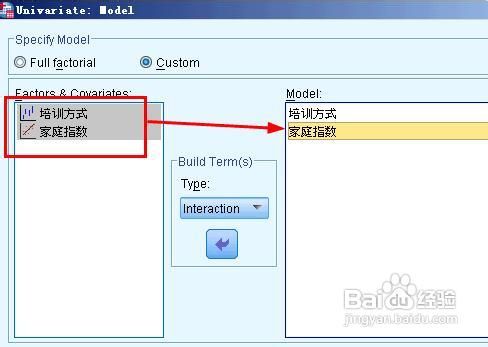 Univariate: Model
Specify Model
Full factorial
Custom
Factors & Covariates:
培训方式
家庭指数
Build Term(s)
Type:
Interaction
Model:
培训方式
家庭指数
Baidu经验
jingyan.baidu.com